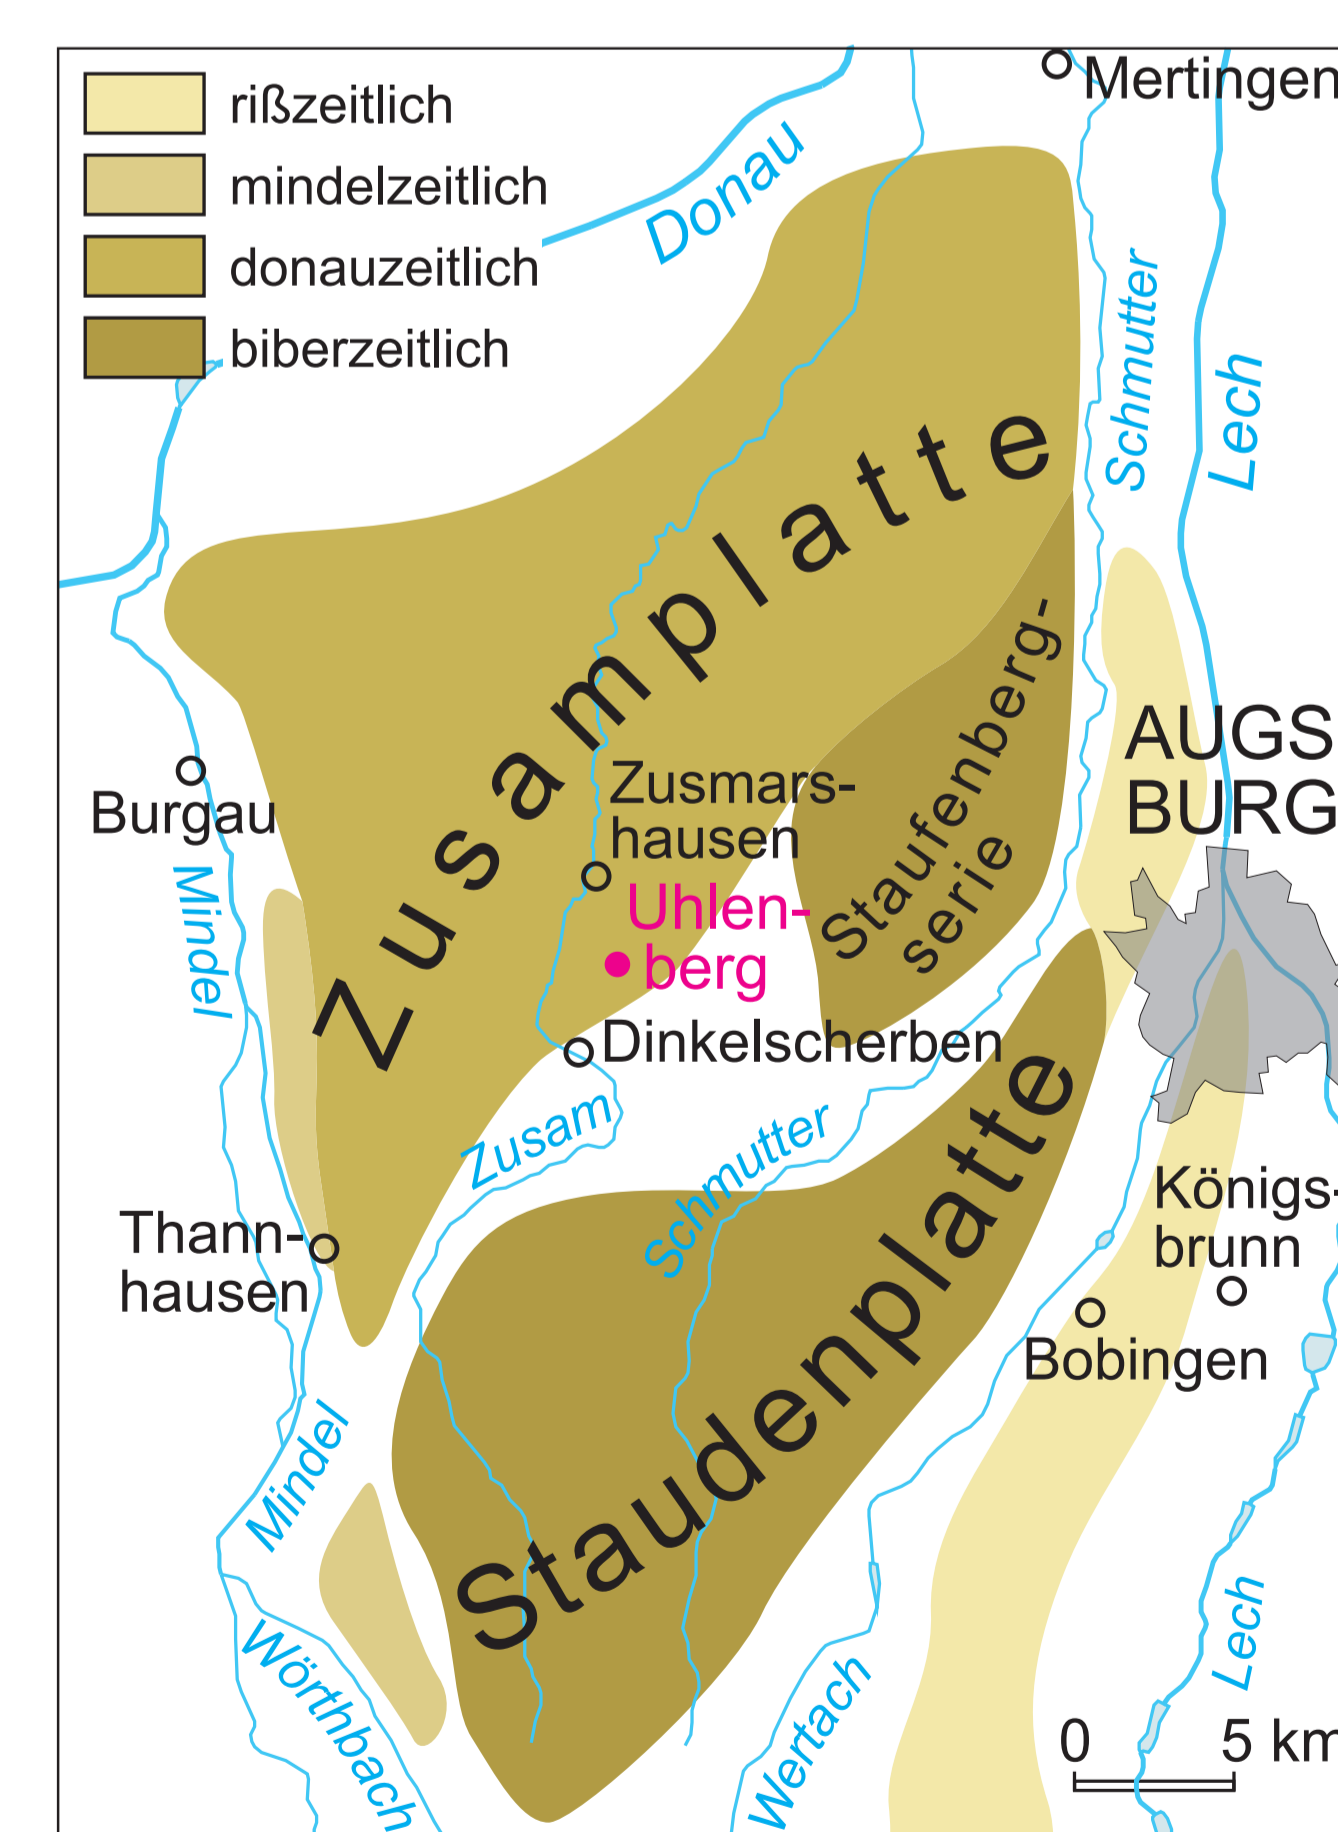 rißzeitlich
mindelzeitlich
donauzeitlich
biberzeitlich
Mertingen
Donau
Schmutter
Lech
Zusamplatte
Staufenberg-
serie
AUGS
BURG
Burgau
Mindel
Zusmars-
hausen
Uhlen-
berg
Dinkelscherben
Zusam
Schmutter
Thann-
hausen
Königs-
brunn
Bobingen
Staudenplatte
Mindel
Wörthbach
Wertach
Lech
0 5 km